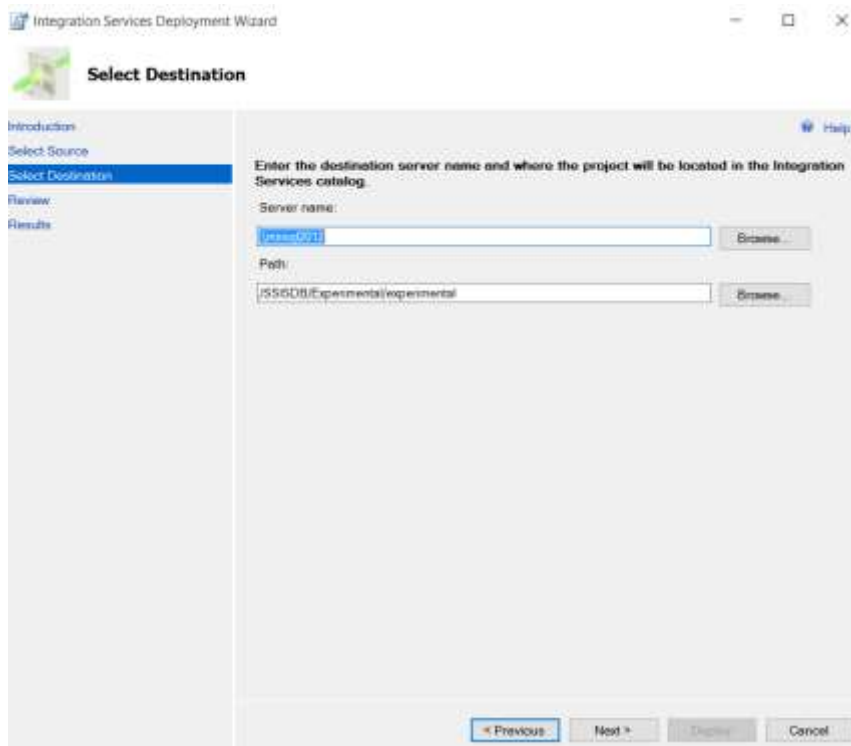 Integration Services Deployment Wizard
Select Destination
Introduction
Select Source
Select Destination
Review
Results
Help
Enter the destination server name and where the project will be located in the Integration
Services catalog.
Server name:
Browse...
Path:
/SSISDB/Experimental/experimental
Browse...
< Previous
Next >
Deploy
Cancel